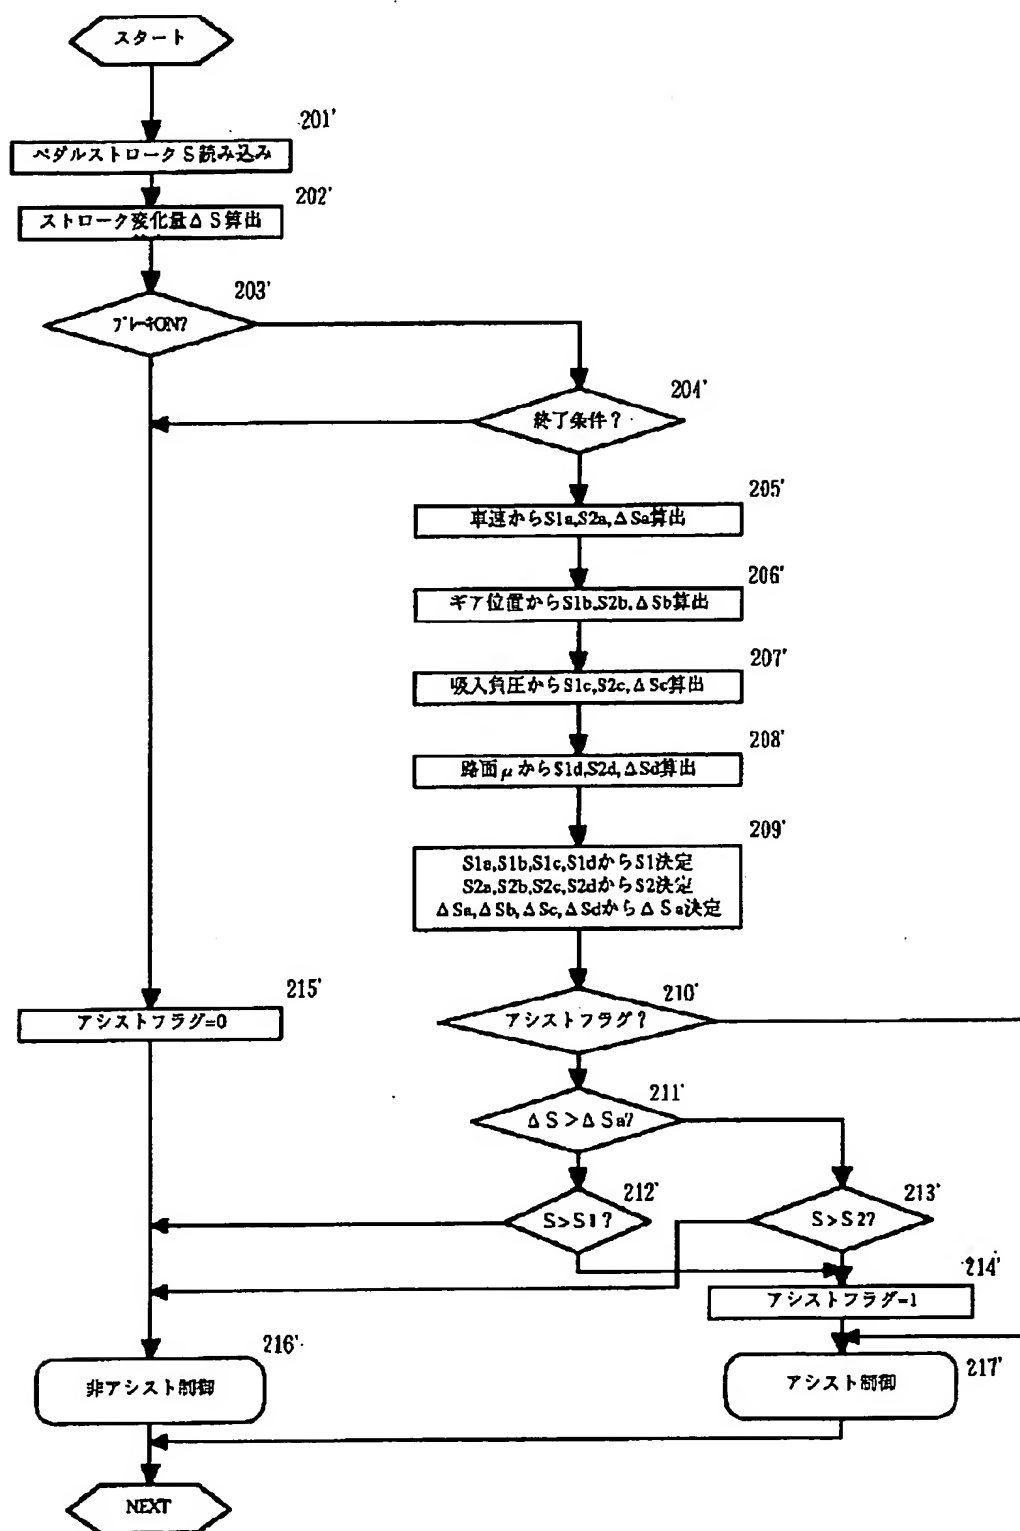 スタート
201'
ペダルストロークS読み込み
202'
ストローク変化量ΔS算出
203'
ブレーキON?
204'
終了条件?
205'
車速からS1a,S2a,ΔSa算出
206'
ギア位置からS1b,S2b,ΔSb算出
207'
吸入負圧からS1c,S2c,ΔSc算出
208'
路面μからS1d,S2d,ΔSd算出
209'
S1a,S1b,S1c,S1dからS1決定
S2a,S2b,S2c,S2dからS2決定
ΔSa,ΔSb,ΔSc,ΔSdからΔSa決定
215'
アシストフラグ=0
210'
アシストフラグ?
211'
ΔS>ΔSa?
212'
S>S1?
213'
S>S2?
214'
アシストフラグ=1
216'
非アシスト制御
217'
アシスト制御
NEXT